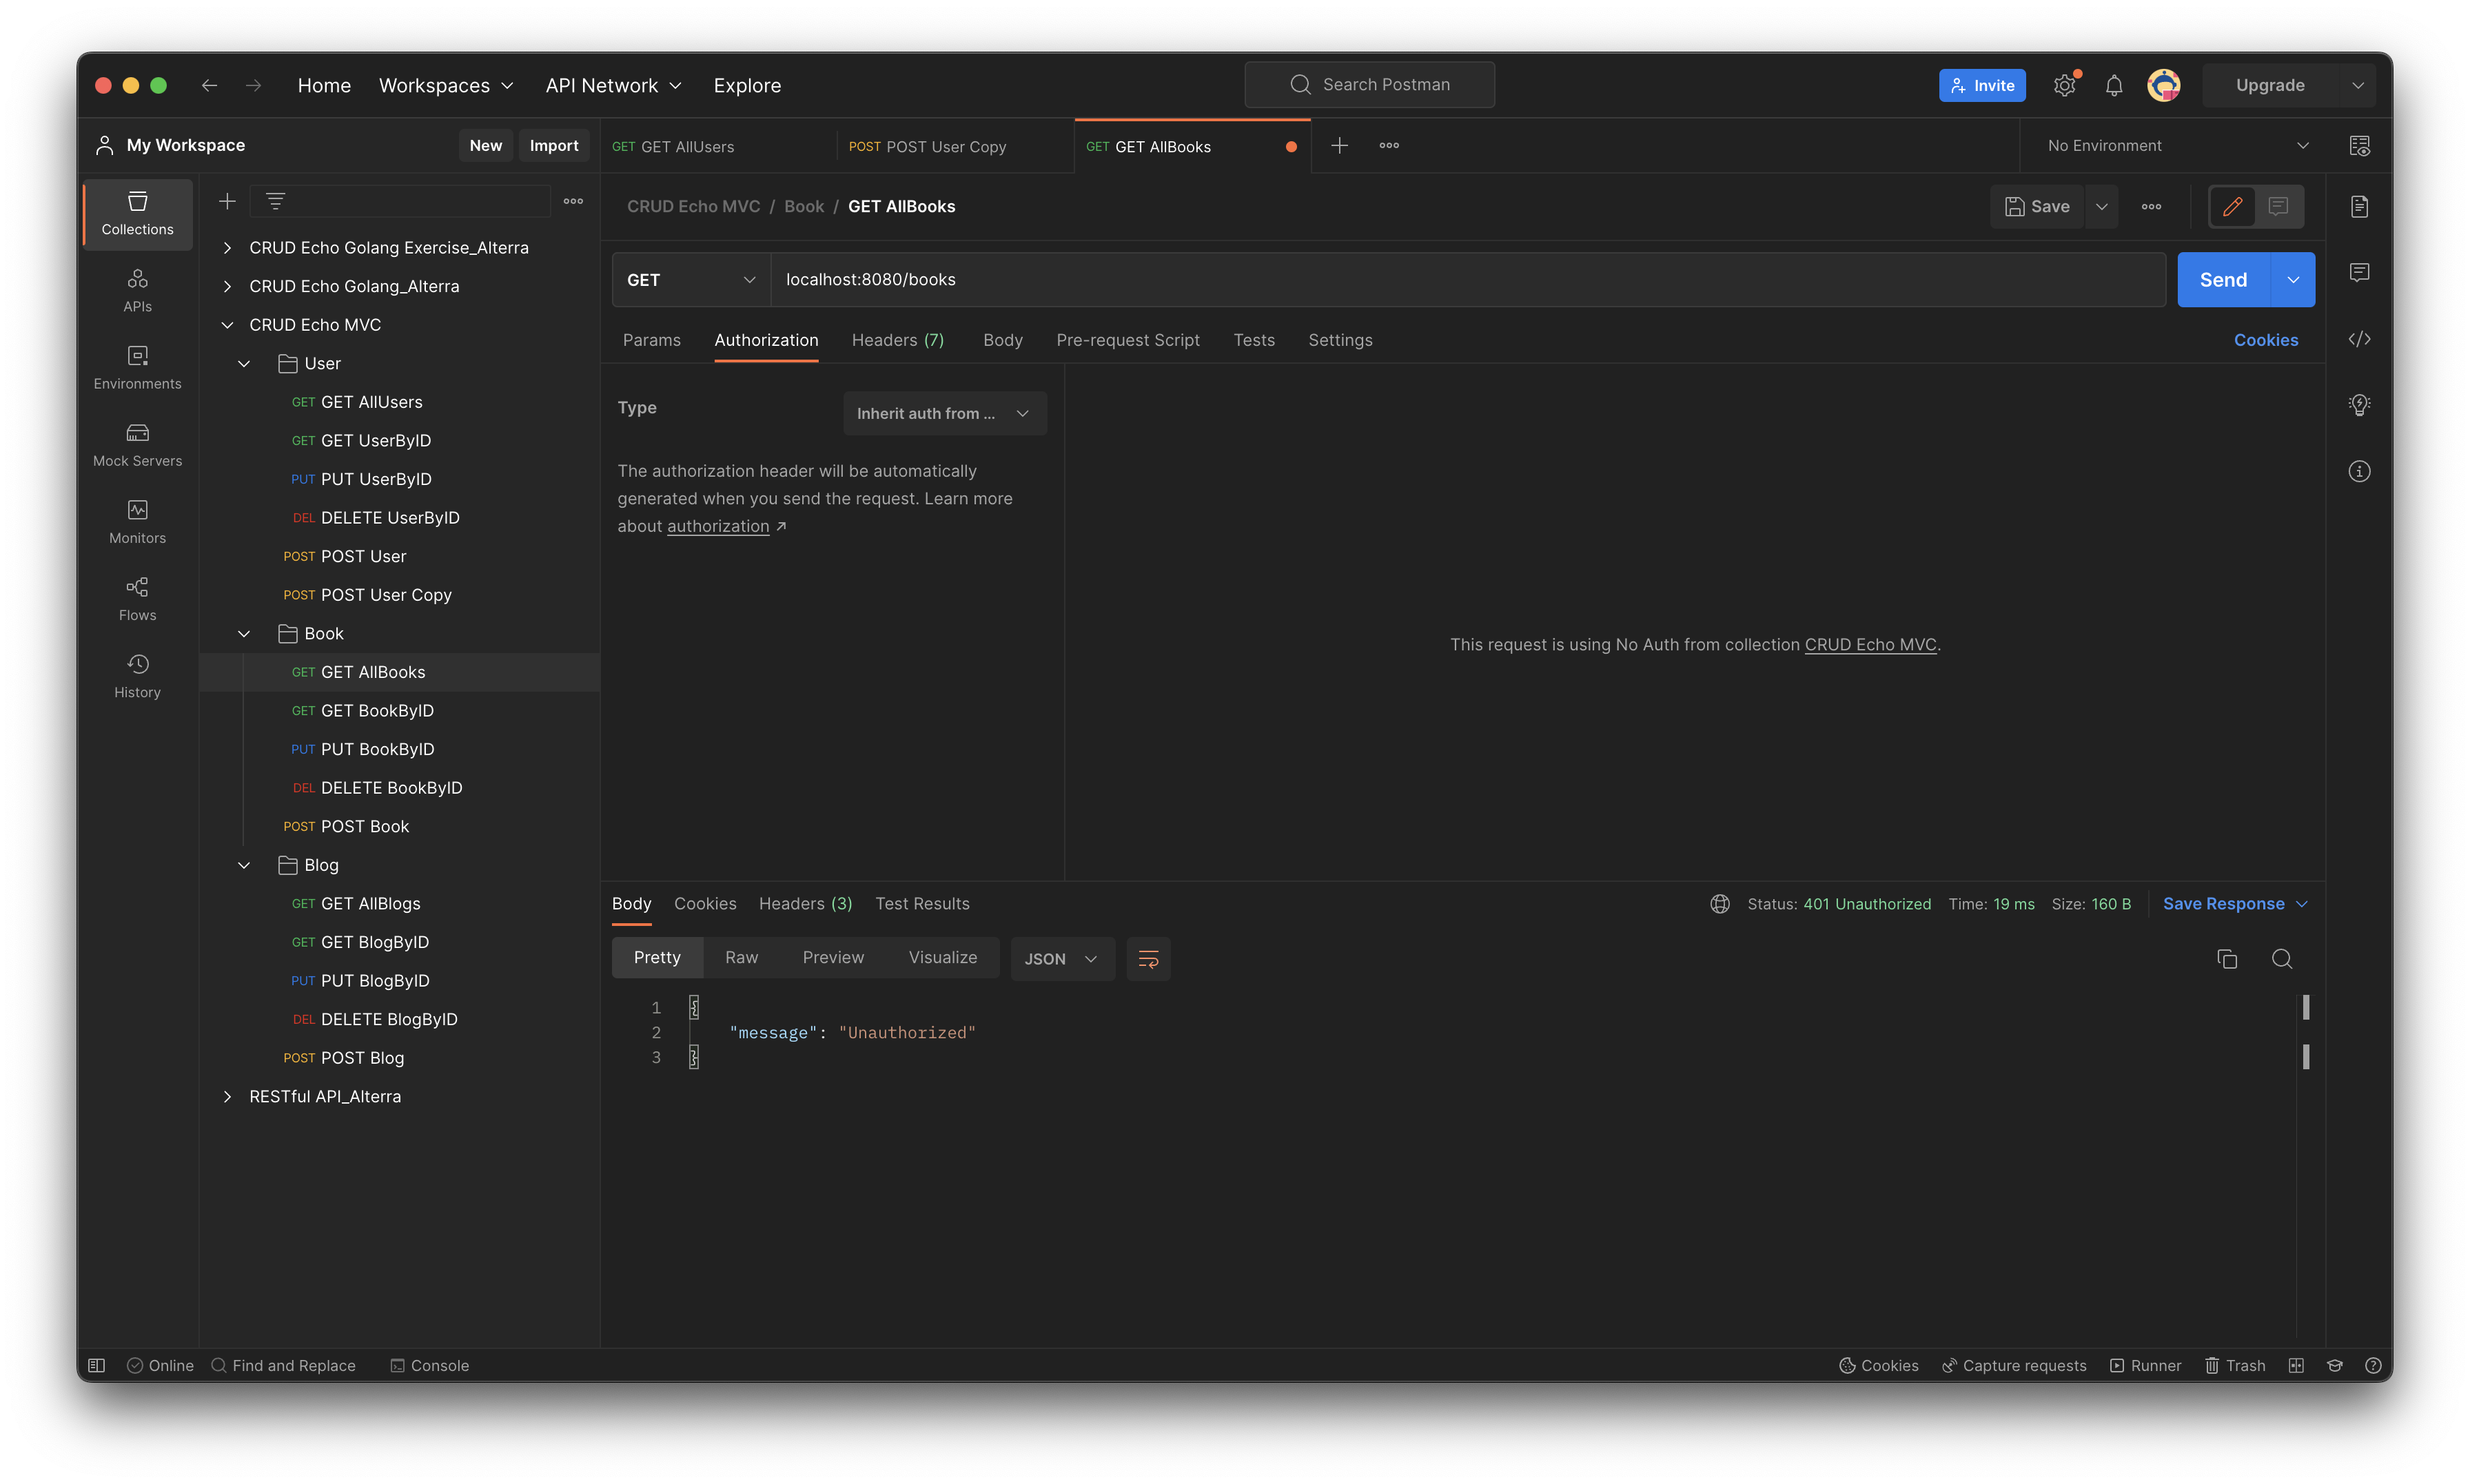 Home Workspaces API Network Explore Search Postman Invite Upgrade
My Workspace New Import GET GET AllUsers POST POST User Copy GET GET AllBooks No Environment
Collections
APIs
Environments
Mock Servers
Monitors
Flows
History
CRUD Echo Golang Exercise_Alterra
CRUD Echo Golang_Alterra
CRUD Echo MVC
User
GET GET AllUsers
GET GET UserByID
PUT PUT UserByID
DEL DELETE UserByID
POST POST User
POST POST User Copy
Book
GET GET AllBooks
GET GET BookByID
PUT PUT BookByID
DEL DELETE BookByID
POST POST Book
Blog
GET GET AllBlogs
GET GET BlogByID
PUT PUT BlogByID
DEL DELETE BlogByID
POST POST Blog
RESTful API_Alterra
CRUD Echo MVC / Book / GET AllBooks Save
GET localhost:8080/books Send
Params Authorization Headers (7) Body Pre-request Script Tests Settings Cookies
Type Inherit auth from ...
The authorization header will be automatically
generated when you send the request. Learn more
about authorization ↗
This request is using No Auth from collection CRUD Echo MVC.
Body Cookies Headers (3) Test Results Status: 401 Unauthorized Time: 19 ms Size: 160 B Save Response
Pretty Raw Preview Visualize JSON
1 {
2 "message": "Unauthorized"
3 }
Online Find and Replace Console Cookies Capture requests Runner Trash